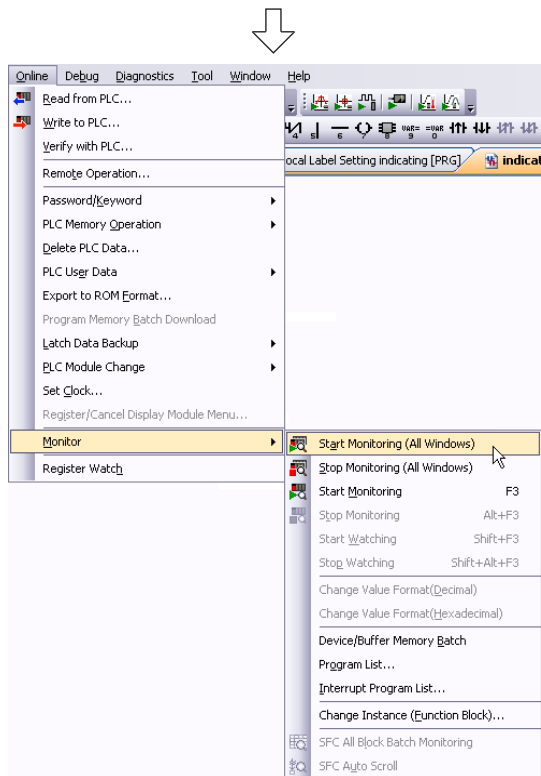 Online Debug Diagnostics Tool Window Help
Read from PLC...
Write to PLC...
Verify with PLC...
Remote Operation...
Password/Keyword
PLC Memory Operation
Delete PLC Data...
PLC User Data
Export to ROM Format...
Program Memory Batch Download
Latch Data Backup
PLC Module Change
Set Clock...
Register/Cancel Display Module Menu...
Monitor
Register Watch
ocal Label Setting indicating [PRG] indicat
Start Monitoring (All Windows)
Stop Monitoring (All Windows)
Start Monitoring F3
Stop Monitoring Alt+F3
Start Watching Shift+F3
Stop Watching Shift+Alt+F3
Change Value Format(Decimal)
Change Value Format(Hexadecimal)
Device/Buffer Memory Batch
Program List...
Interrupt Program List...
Change Instance (Function Block)...
SFC All Block Batch Monitoring
SFC Auto Scroll